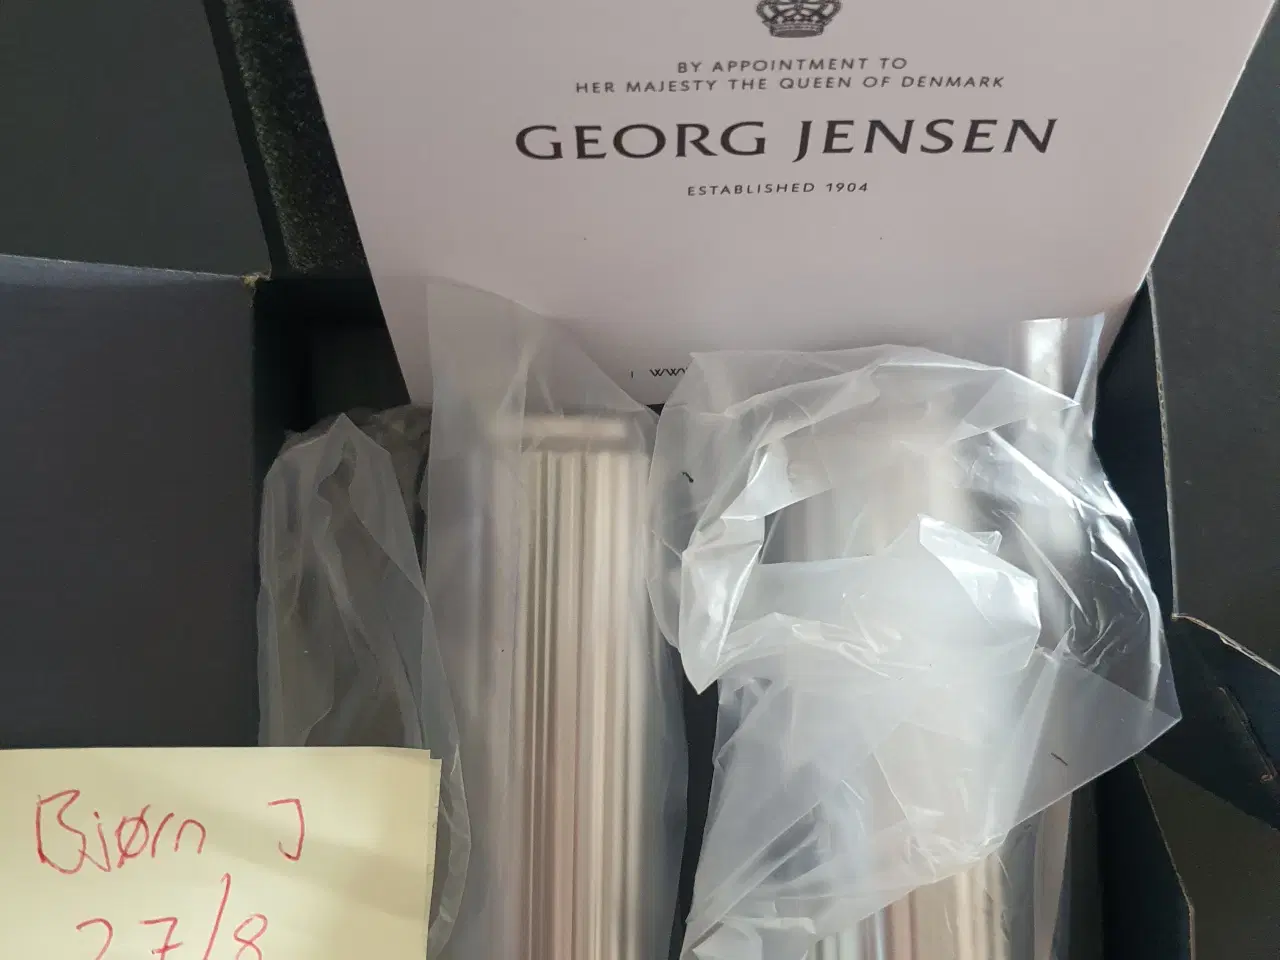 BY APPOINTMENT TO
HER MAJESTY THE QUEEN OF DENMARK
GEORG JENSEN
ESTABLISHED 1904
Bjørn J
27/8